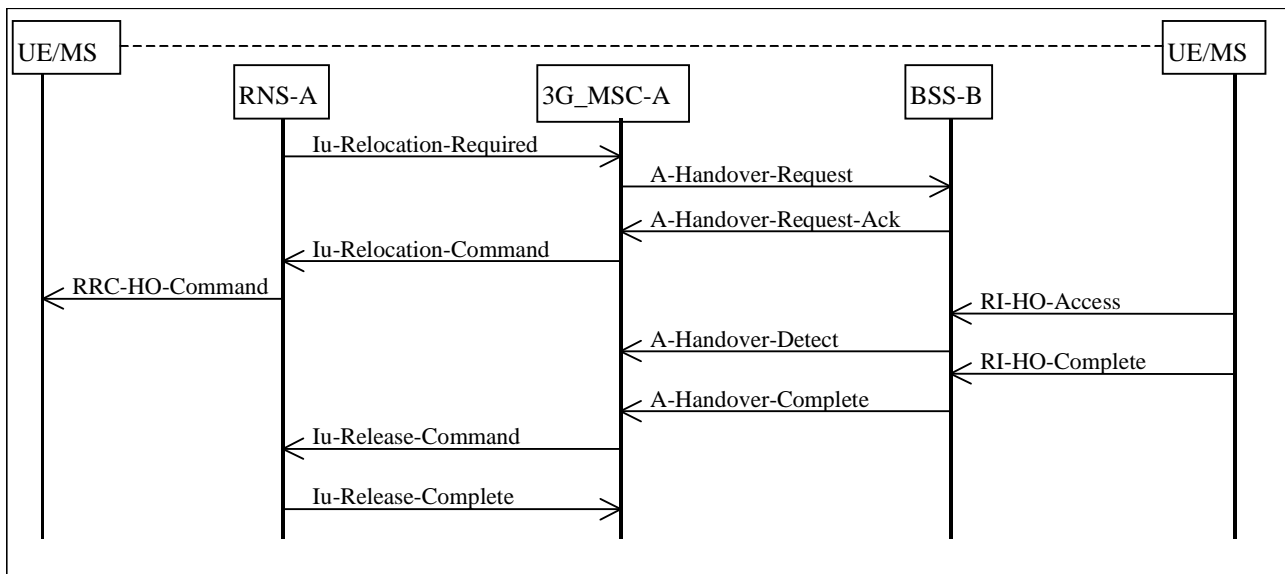 UE/MS
UE/MS
RNS-A
3G_MSC-A
BSS-B
Iu-Relocation-Required
A-Handover-Request
A-Handover-Request-Ack
Iu-Relocation-Command
RRC-HO-Command
RI-HO-Access
A-Handover-Detect
RI-HO-Complete
A-Handover-Complete
Iu-Release-Command
Iu-Release-Complete